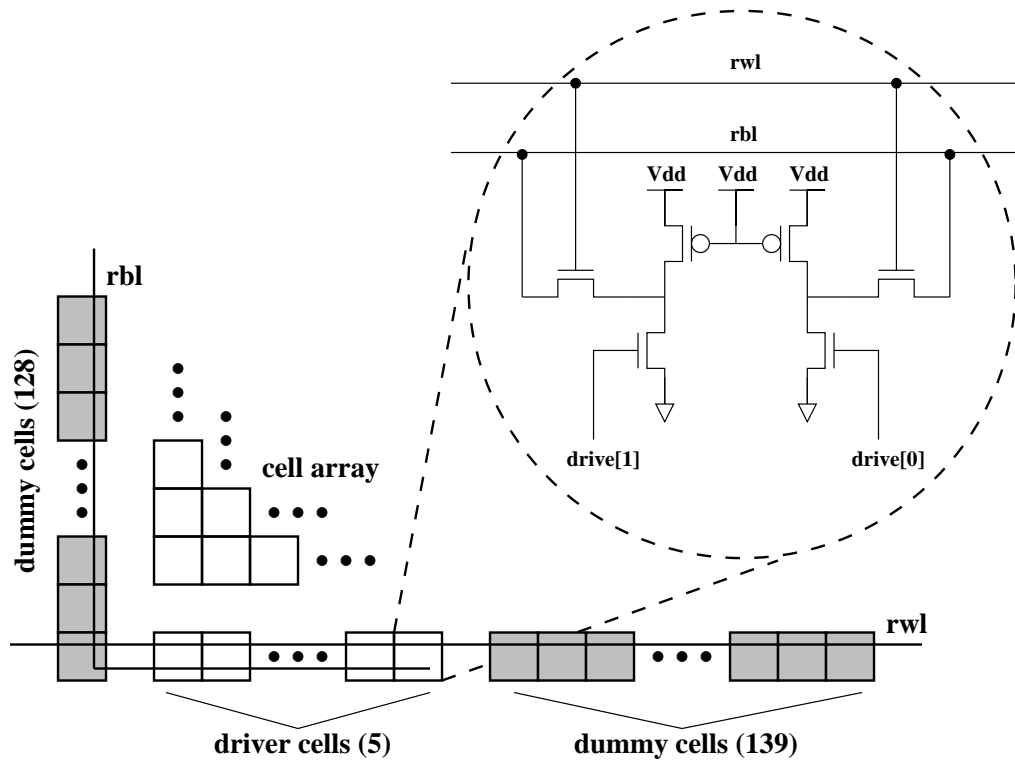 rwl
rbl
Vdd Vdd Vdd
rbl
drive[1] drive[0]
dummy cells (128)
cell array
rwl
driver cells (5)
dummy cells (139)